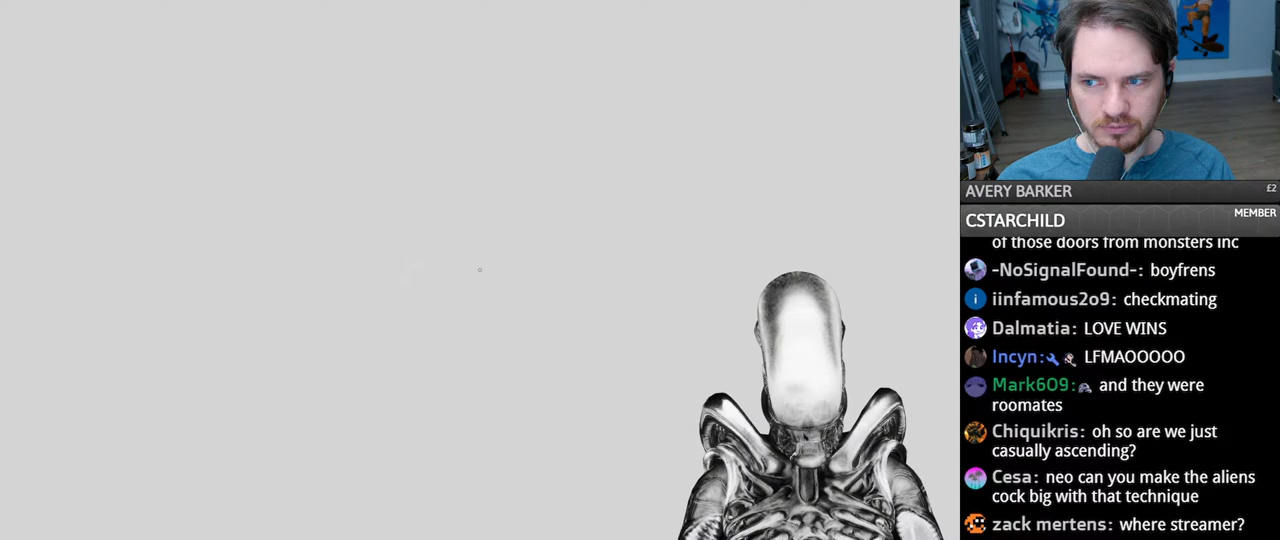 AVERY BARKER £2
CSTARCHILD MEMBER
of those doors from monsters inc
-NoSignalFound-: boyfrens
iinfamous2o9: checkmating
Dalmatia: LOVE WINS
Incyn: LFMAOOOOO
Mark6O9: and they were
roomates
Chiquikris: oh so are we just
casually ascending?
Cesa: neo can you make the aliens
cock big with that technique
zack mertens: where streamer?